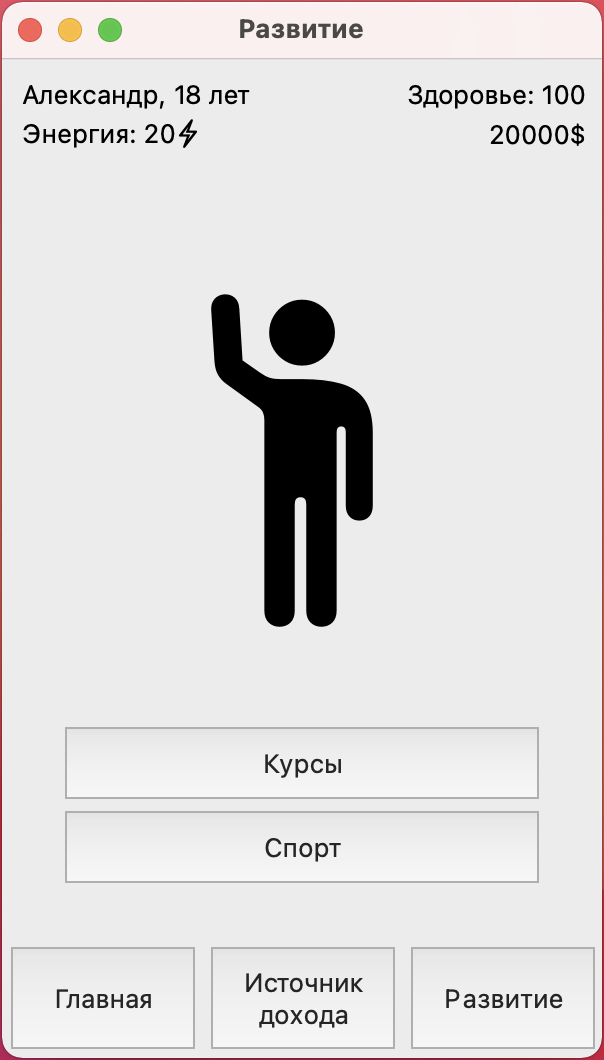 Развитие
Александр, 18 лет
Здоровье: 100
Энергия: 20⚡
20000$
Курсы
Спорт
Главная
Источник
дохода
Развитие